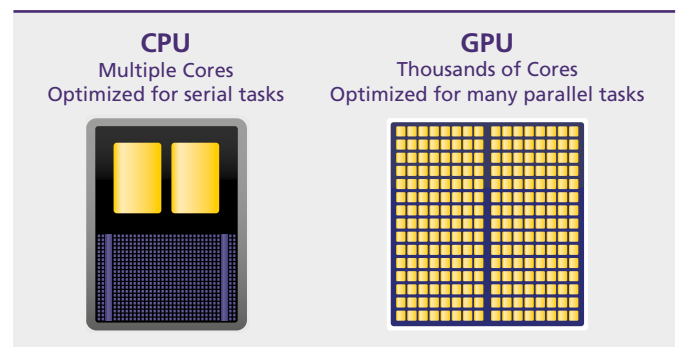 CPU
Multiple Cores
Optimized for serial tasks
GPU
Thousands of Cores
Optimized for many parallel tasks